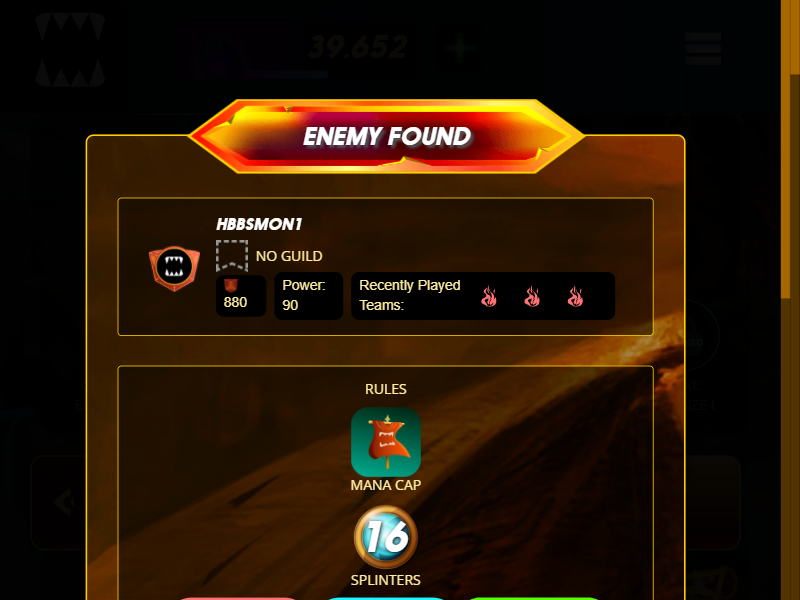 39.652
ENEMY FOUND
HBBSMON1
NO GUILD
880
Power:
90
Recently Played
Teams:
RULES
MANA CAP
16
SPLINTERS